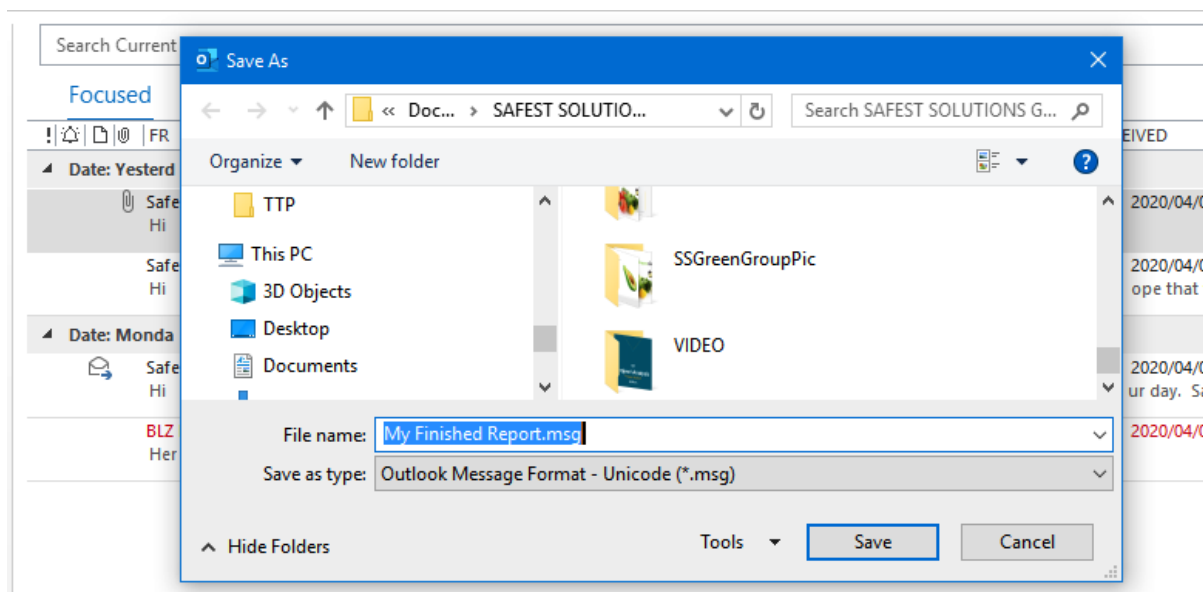 Search Current
Save As
Focused
« Doc... › SAFEST SOLUTIO...
Search SAFEST SOLUTIONS G...
! FR
EIVED
Organize
New folder
?
Date: Yesterd
TTP
Safe
2020/04/0
Hi
This PC
SSGreenGroupPic
Safe
3D Objects
2020/04/0
Hi
ope that
Desktop
Date: Monda
VIDEO
Documents
Safe
2020/04/0
Hi
ur day. Sa
File name: My Finished Report.msg
BLZ
2020/04/0
Her
Save as type: Outlook Message Format - Unicode (*.msg)
Hide Folders
Tools
Save
Cancel